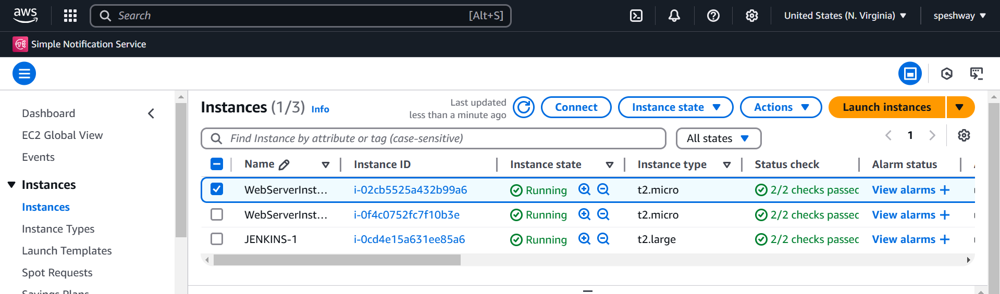 aws
Search [Alt+S]
United States (N. Virginia)
speshway
Simple Notification Service
Dashboard
EC2 Global View
Events
Instances
Instances
Instance Types
Launch Templates
Spot Requests
Savings Plans
Instances (1/3) Info
Last updated
less than a minute ago
Connect
Instance state
Actions
Launch instances
Find Instance by attribute or tag (case-sensitive)
All states
1
Name Instance ID Instance state Instance type Status check Alarm status
WebServerInst... i-02cb5525a432b99a6 Running t2.micro 2/2 checks passec View alarms +
WebServerInst... i-0f4c0752fc7f10b3e Running t2.micro 2/2 checks passec View alarms +
JENKINS-1 i-0cd4e15a631ee85a6 Running t2.large 2/2 checks passec View alarms +